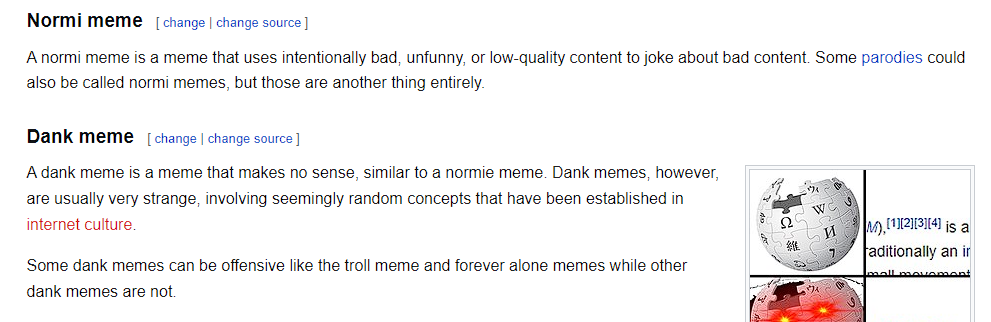 Normi meme [ change | change source ]
A normi meme is a meme that uses intentionally bad, unfunny, or low-quality content to joke about bad content. Some parodies could
also be called normi memes, but those are another thing entirely.
Dank meme [ change | change source ]
A dank meme is a meme that makes no sense, similar to a normie meme. Dank memes, however,
are usually very strange, involving seemingly random concepts that have been established in
internet culture.
Some dank memes can be offensive like the troll meme and forever alone memes while other
dank memes are not.
Ω W И
維
M),[1][2][3][4] is a
raditionally an ir